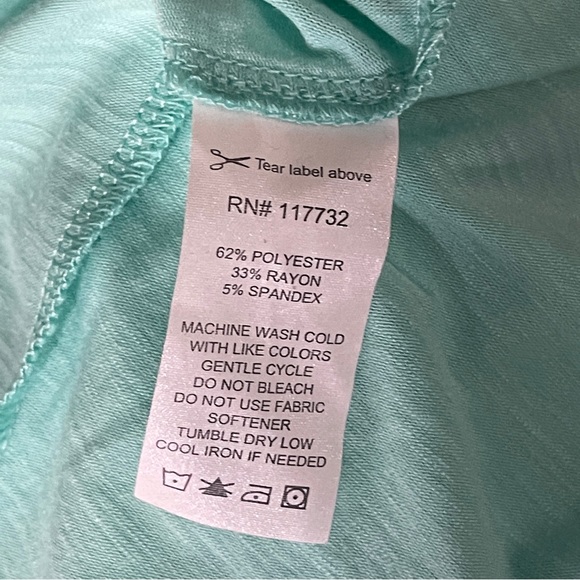 Tear label above
RN# 117732
62% POLYESTER
33% RAYON
5% SPANDEX
MACHINE WASH COLD
WITH LIKE COLORS
GENTLE CYCLE
DO NOT BLEACH
DO NOT USE FABRIC
SOFTENER
TUMBLE DRY LOW
COOL IRON IF NEEDED